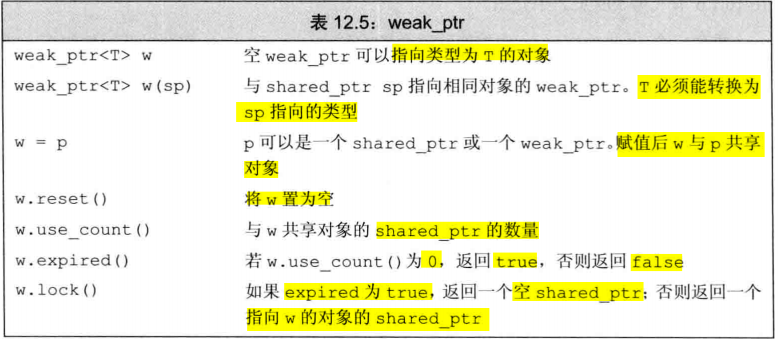 表 12.5：weak_ptr
weak_ptr<T> w 空 weak_ptr 可以指向类型为 T 的对象
weak_ptr<T> w(sp) 与 shared_ptr sp 指向相同对象的 weak_ptr。T 必须能转换为
sp 指向的类型
w = p p 可以是一个 shared_ptr 或一个 weak_ptr。赋值后 w 与 p 共享
对象
w.reset() 将 w 置为空
w.use_count() 与 w 共享对象的 shared_ptr 的数量
w.expired() 若 w.use_count() 为 0，返回 true，否则返回 false
w.lock() 如果 expired 为 true，返回一个空 shared_ptr；否则返回一个
指向 w 的对象的 shared_ptr